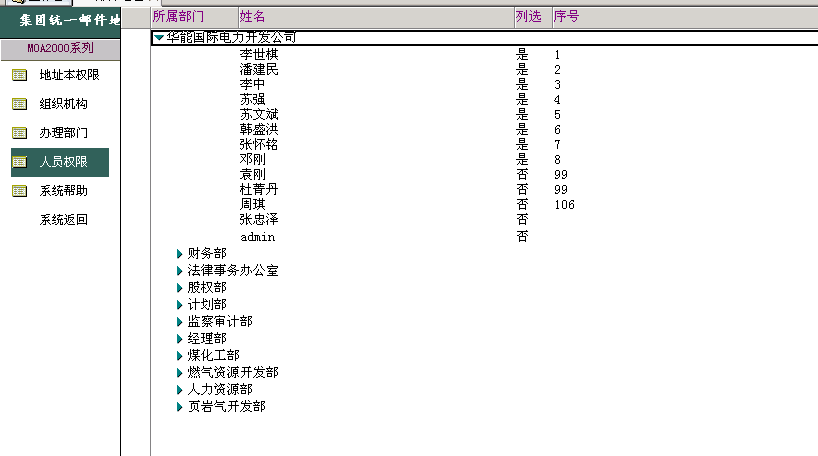 集团统一邮件地
MOA2000系列
地址本权限
组织机构
办理部门
人员权限
系统帮助
系统返回
所属部门 姓名 列选 序号
华能国际电力开发公司
李世棋 是 1
潘建民 是 2
李中 是 3
苏强 是 4
苏文斌 是 5
韩盛洪 是 6
张怀铭 是 7
邓刚 是 8
袁刚 否 99
杜菁丹 否 99
周琪 否 106
张忠泽 否
admin 否
财务部
法律事务办公室
股权部
计划部
监察审计部
经理部
煤化工部
燃气资源开发部
人力资源部
页岩气开发部